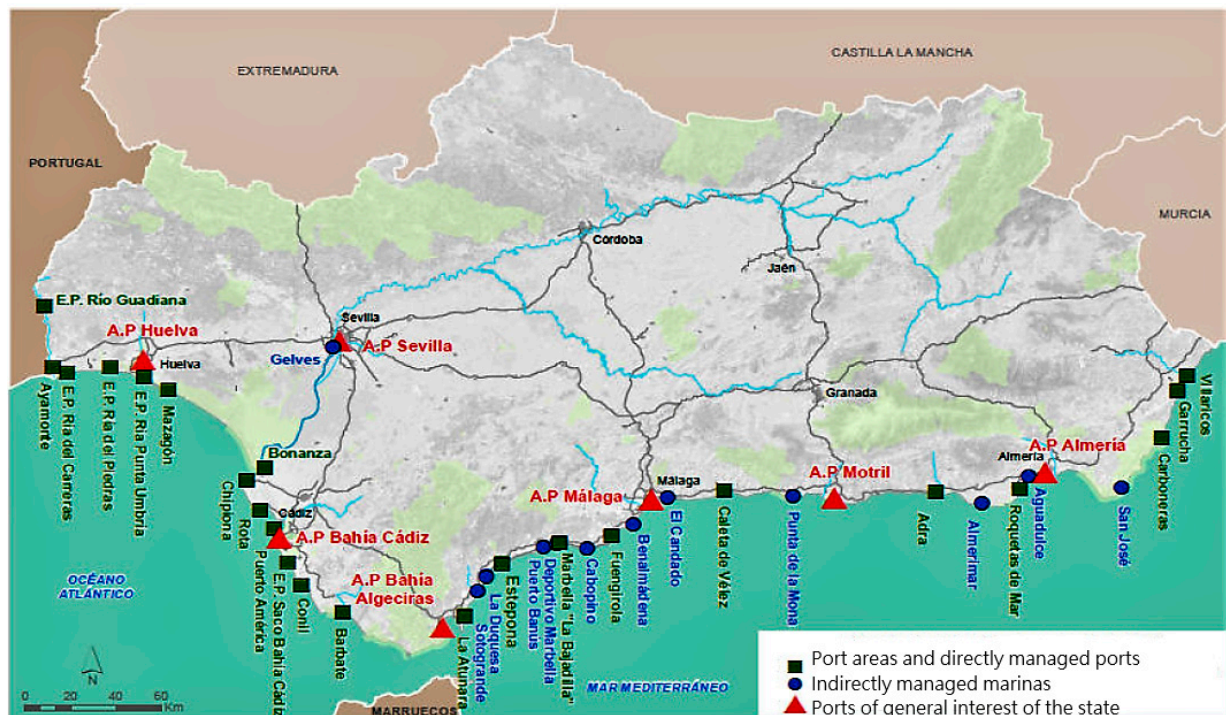 EXTREMADURA
CASTILLA LA MANCHA
PORTUGAL
MURCIA
Córdoba
Jaén
E.P. Río Guadiana
A.P Huelva
Huelva
Sevilla
Gelves
A.P Sevilla
Granada
Ayamonte
E.P. Ría del Carreras
E.P. Ría del Piedras
E.P. Ría Punta Umbría
Mazagón
Bonanza
Chipiona
Rota
Cádiz
Puerto América
A.P Bahía Cádiz
E.P. Saco Bahía Cádiz
Conil
Barbate
A.P Bahía
Algeciras
La Atunara
Sotogrande
La Duquesa
Estepona
Puerto Banús
Deportivo Marbella
Marbella "La Bajadilla"
Cabopino
Fuengirola
Benalmádena
A.P Málaga
Málaga
El Candado
Caleta de Vélez
Punta de la Mona
A.P Motril
Adra
Almerimar
Roquetas de Mar
Aguadulce
Almería
A.P Almería
San José
Carboneras
Garrucha
Villaricos
OCÉANO
ATLÁNTICO
MAR MEDITERRÁNEO
MARRUECOS
N
0 20 40 60
Km
Port areas and directly managed ports
Indirectly managed marinas
Ports of general interest of the state